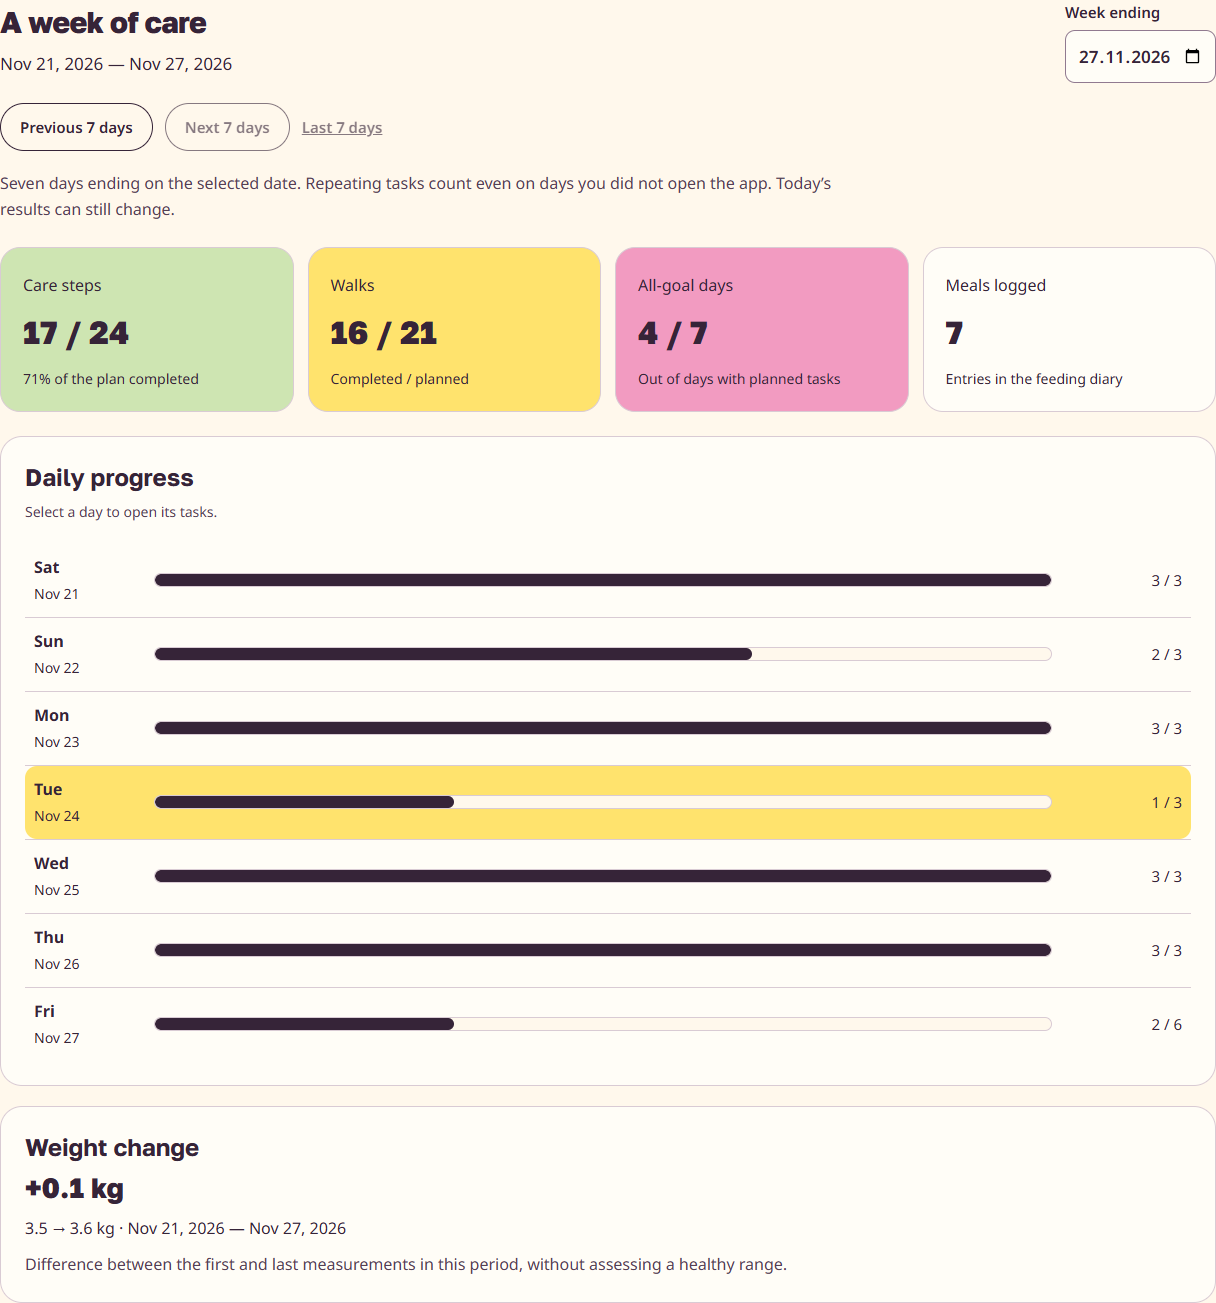 A week of care
Nov 21, 2026 — Nov 27, 2026
Week ending
27.11.2026
Previous 7 days
Next 7 days
Last 7 days
Seven days ending on the selected date. Repeating tasks count even on days you did not open the app. Today’s
results can still change.
Care steps
17 / 24
71% of the plan completed
Walks
16 / 21
Completed / planned
All-goal days
4 / 7
Out of days with planned tasks
Meals logged
7
Entries in the feeding diary
Daily progress
Select a day to open its tasks.
Sat
Nov 21
3 / 3
Sun
Nov 22
2 / 3
Mon
Nov 23
3 / 3
Tue
Nov 24
1 / 3
Wed
Nov 25
3 / 3
Thu
Nov 26
3 / 3
Fri
Nov 27
2 / 6
Weight change
+0.1 kg
3.5 → 3.6 kg · Nov 21, 2026 — Nov 27, 2026
Difference between the first and last measurements in this period, without assessing a healthy range.